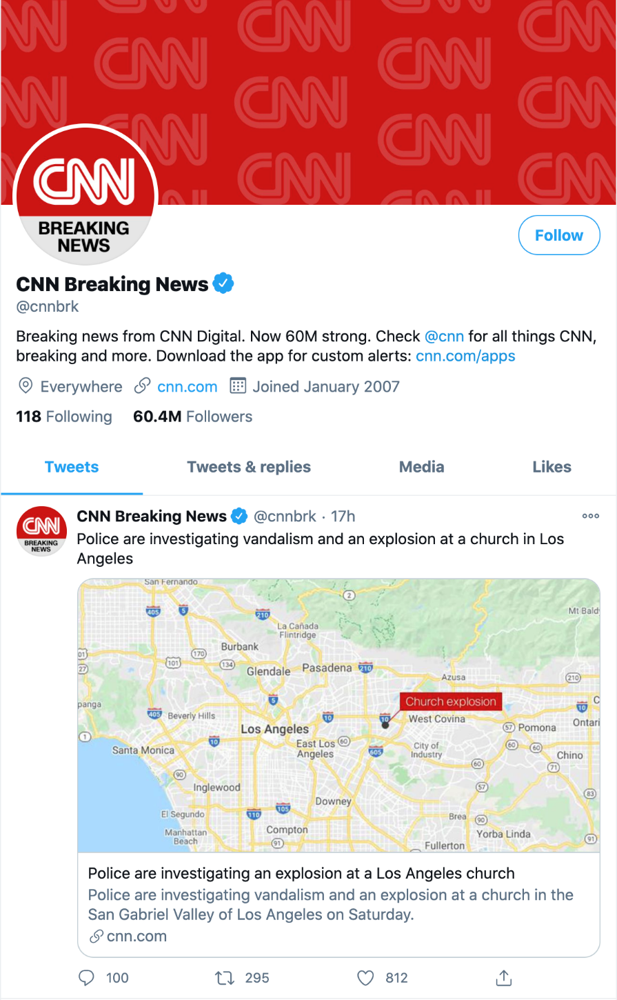 CNN
BREAKING
NEWS
Follow
CNN Breaking News
@cnnbrk
Breaking news from CNN Digital. Now 60M strong. Check @cnn for all things CNN,
breaking and more. Download the app for custom alerts: cnn.com/apps
Everywhere cnn.com Joined January 2007
118 Following 60.4M Followers
Tweets Tweets & replies Media Likes
CNN
BREAKING
NEWS
CNN Breaking News @cnnbrk · 17h
Police are investigating vandalism and an explosion at a church in Los
Angeles
San Fernando
2
405 5 210
Mt Bald
La Cañada
Flintridge
Burbank
170
101 134
01
27
Glendale Pasadena 210
Azusa 210
panga
5
Church explosion
405 Beverly Hills
10 10 10
West Covina
Los Angeles
57 Pomona
Ontari
1
10
East Los
Angeles
60
605
City of
Industry
60 60
Santa Monica
Chino
60
71
90
Inglewood
57
83
Downey
El Segundo
110 105
Brea 90
Manhattan
Beach
Compton
91
Yorba Linda
91
Fullerton
Police are investigating an explosion at a Los Angeles church
Police are investigating vandalism and an explosion at a church in the
San Gabriel Valley of Los Angeles on Saturday.
cnn.com
100 295 812